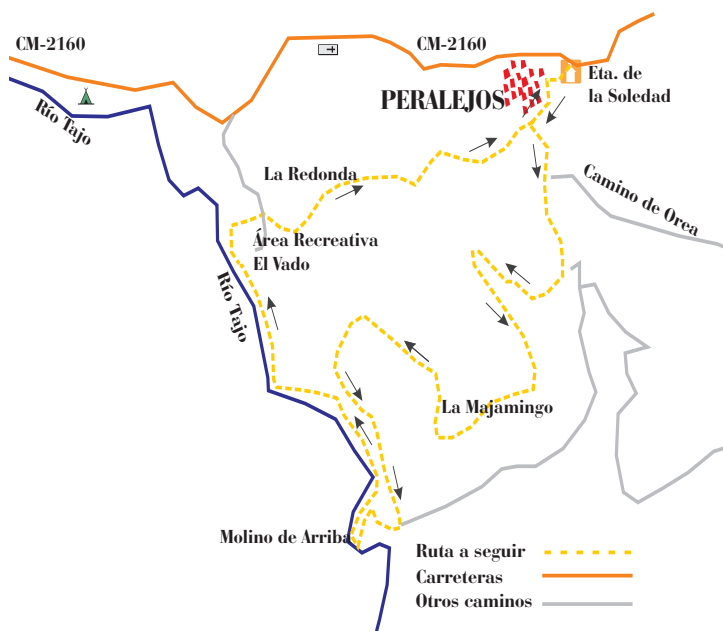 CM-2160
CM-2160
Eta. de
la Soledad
PERALEJOS
Río Tajo
La Redonda
Camino de Orea
Área Recreativa
El Vado
Río Tajo
La Majamingo
Molino de Arriba
Ruta a seguir
Carreteras
Otros caminos